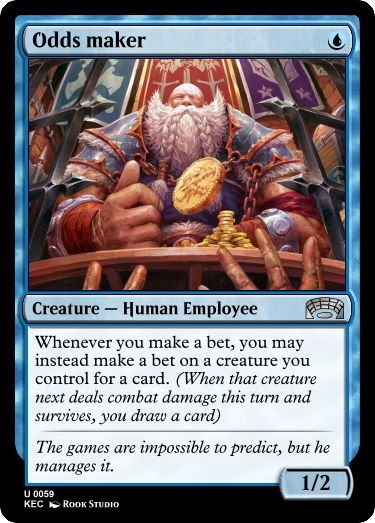 Odds maker
Creature — Human Employee
Whenever you make a bet, you may
instead make a bet on a creature you
control for a card. (When that creature
next deals combat damage this turn and
survives, you draw a card)
The games are impossible to predict, but he
manages it.
1/2
U 0059
KEC Rook Studio